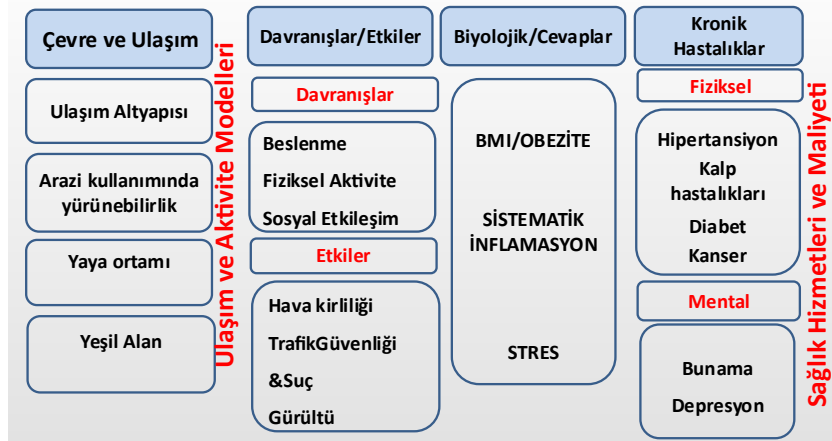 Çevre ve Ulaşım
Ulaşım Altyapısı
Arazi kullanımında
yürünebilirlik
Yaya ortamı
Yeşil Alan
Ulaşım ve Aktivite Modelleri
Davranışlar/Etkiler
Davranışlar
Beslenme
Fiziksel Aktivite
Sosyal Etkileşim
Etkiler
Hava kirliliği
TrafikGüvenliği
&Suç
Gürültü
Biyolojik/Cevaplar
BMI/OBEZİTE
SİSTEMATİK
İNFLAMASYON
STRES
Kronik
Hastalıklar
Fiziksel
Hipertansiyon
Kalp
hastalıkları
Diabet
Kanser
Mental
Bunama
Depresyon
Sağlık Hizmetleri ve Maliyeti